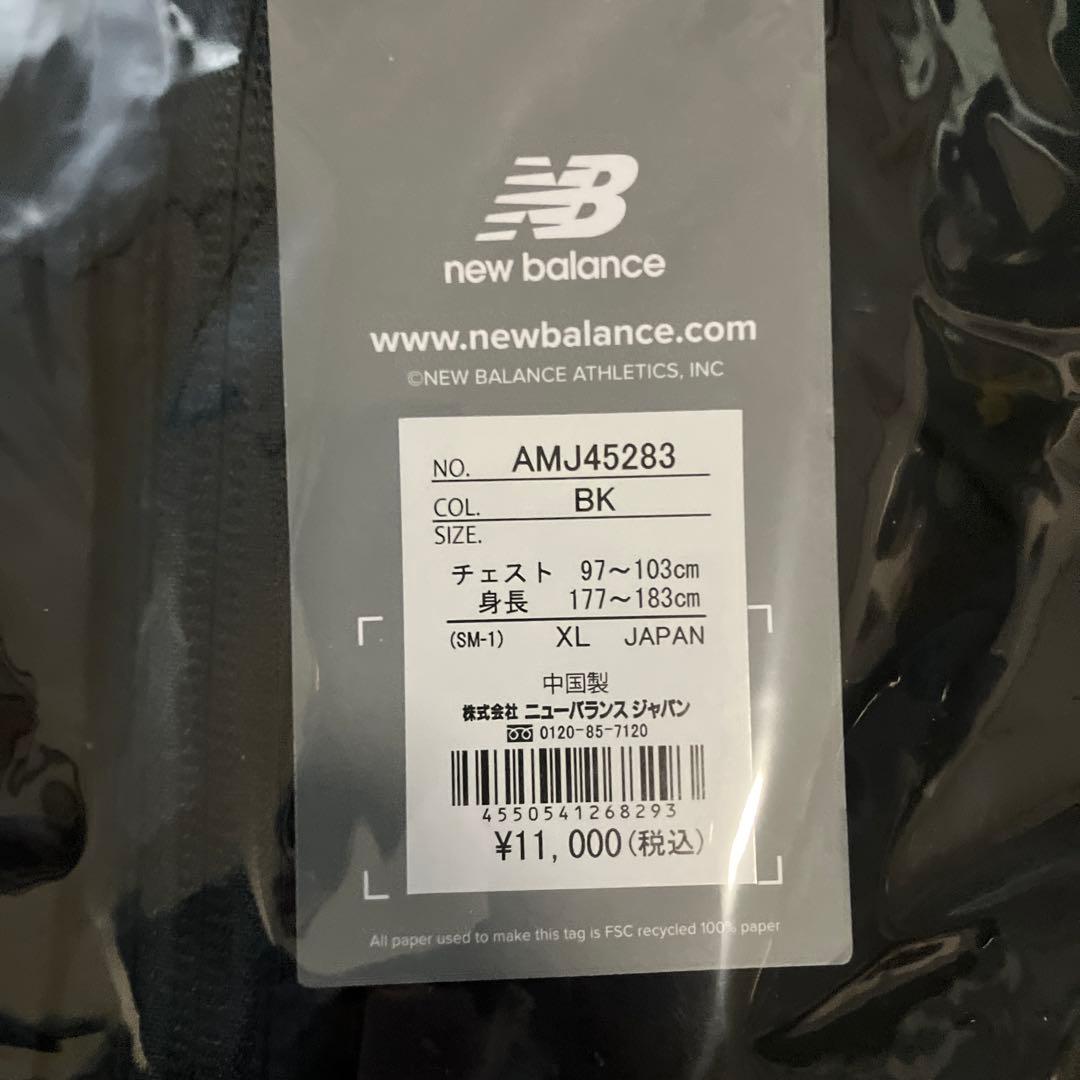 NB
new balance
www.newbalance.com
©NEW BALANCE ATHLETICS, INC
NO. AMJ45283
COL. BK
SIZE.
チェスト 97～103cm
身長 177～183cm
(SM-1) XL JAPAN
中国製
株式会社 ニューバランス ジャパン
0120-85-7120
4550541268293
¥11,000(税込)
All paper used to make this tag is FSC recycled 100% paper